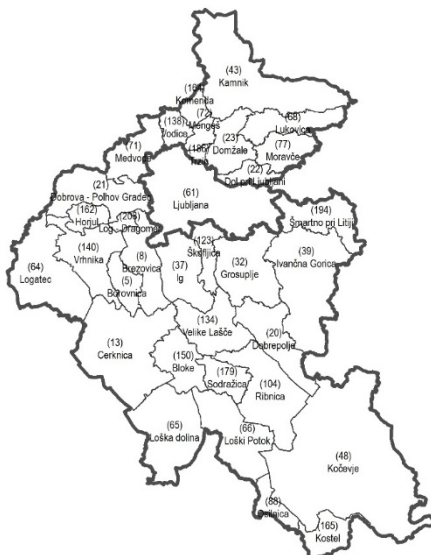 (43)
Kamnik
(164)
Komenda
(72)
Mengeš
(68)
Lukovica
(138)
Vodice
(23)
Domžale
(77)
Moravče
(71)
Medvode
(186)
Trzin
(22)
Dol pri Ljubljani
(21)
Dobrova - Polhov Gradec
(61)
Ljubljana
(162)
Horjul
(208)
Log - Dragomer
(194)
Šmartno pri Litiji
(140)
Vrhnika
(123)
Škofljica
(8)
Brezovica
(37)
Ig
(32)
Grosuplje
(39)
Ivančna Gorica
(64)
Logatec
(5)
Borovnica
(134)
Velike Lašče
(20)
Dobrepolje
(13)
Cerknica
(150)
Bloke
(179)
Sodražica
(104)
Ribnica
(65)
Loška dolina
(66)
Loški Potok
(48)
Kočevje
(88)
Osilnica
(165)
Kostel